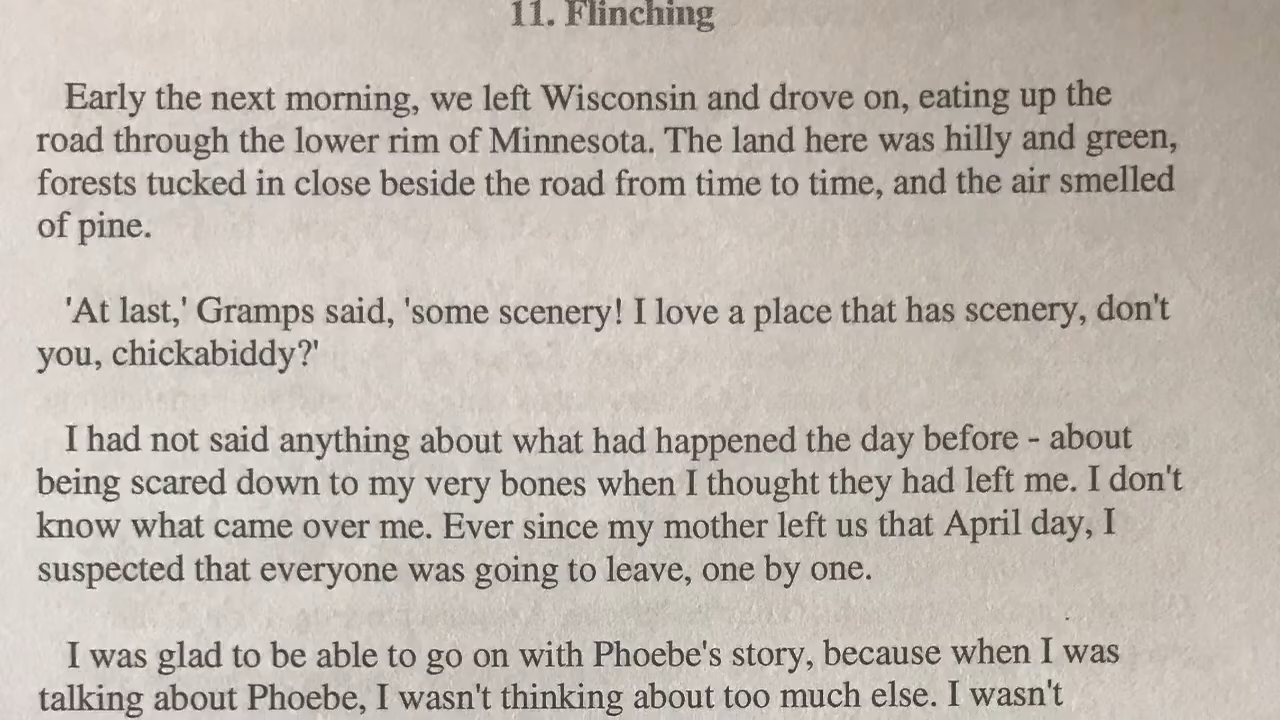 11. Flinching
Early the next morning, we left Wisconsin and drove on, eating up the
road through the lower rim of Minnesota. The land here was hilly and green,
forests tucked in close beside the road from time to time, and the air smelled
of pine.
'At last,' Gramps said, 'some scenery! I love a place that has scenery, don't
you, chickabiddy?'
I had not said anything about what had happened the day before - about
being scared down to my very bones when I thought they had left me. I don't
know what came over me. Ever since my mother left us that April day, I
suspected that everyone was going to leave, one by one.
I was glad to be able to go on with Phoebe's story, because when I was
talking about Phoebe, I wasn't thinking about too much else. I wasn't